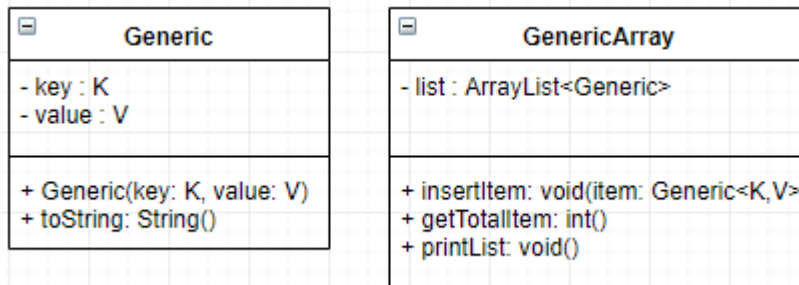 Generic
- key : K
- value : V
+ Generic(key: K, value: V)
+ toString: String()
GenericArray
- list : ArrayList<Generic>
+ insertItem: void(item: Generic<K,V>
+ getTotalItem: int()
+ printList: void()